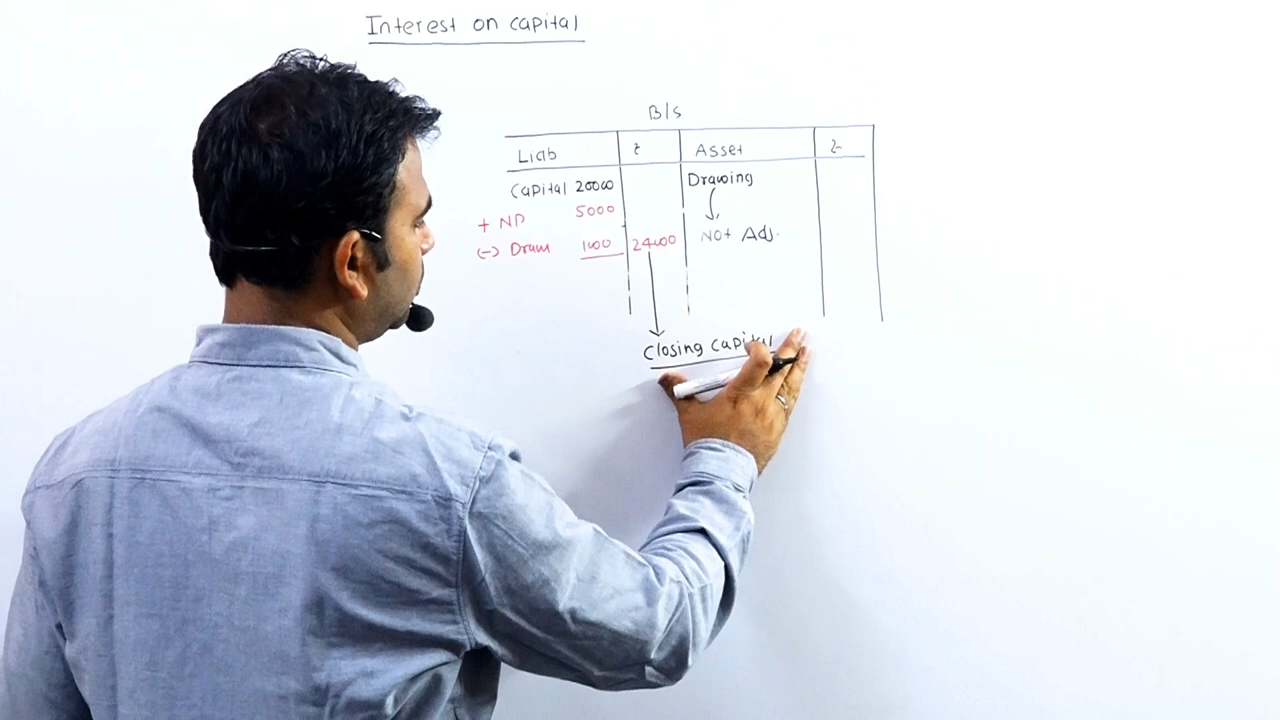 Interest on capital
B/S
Liab ₹ Asset ₹
Capital 20000 Drawing
+ NP 5000
(-) Draw 1000 24000 Not Adj.
Closing capital